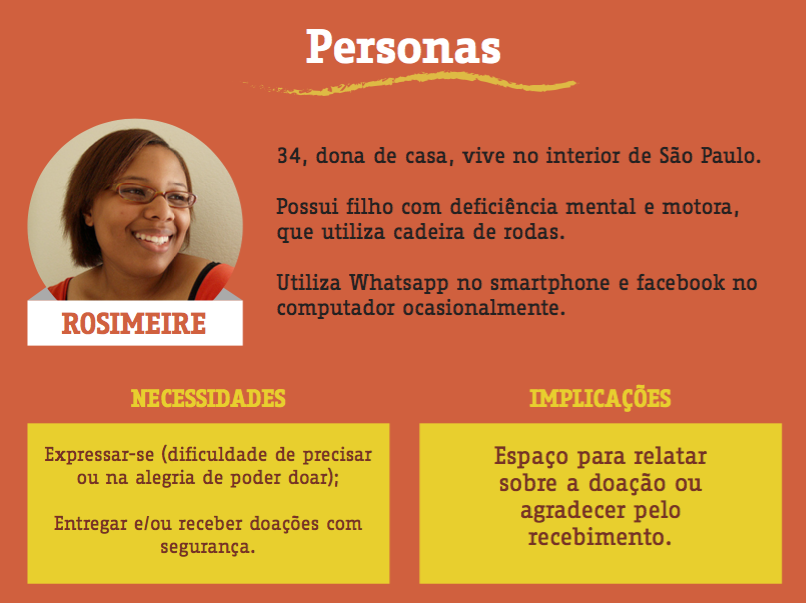 Personas
34, dona de casa, vive no interior de São Paulo.
Possui filho com deficiência mental e motora,
que utiliza cadeira de rodas.
Utiliza Whatsapp no smartphone e facebook no
computador ocasionalmente.
ROSIMEIRE
NECESSIDADES
Expressar-se (dificuldade de precisar
ou na alegria de poder doar);
Entregar e/ou receber doações com
segurança.
IMPLICAÇÕES
Espaço para relatar
sobre a doação ou
agradecer pelo
recebimento.